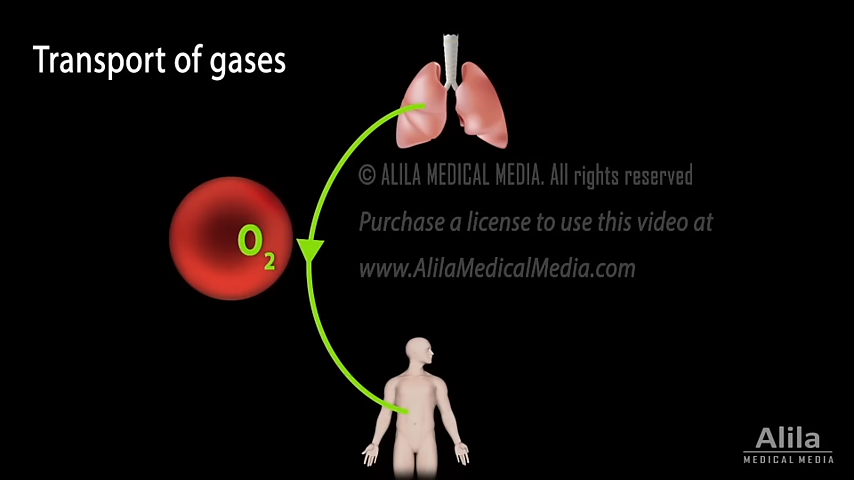 Transport of gases
© ALILA MEDICAL MEDIA. All rights reserved
Purchase a license to use this video at
www.AlilaMedicalMedia.com
O2
Alila
MEDICAL MEDIA